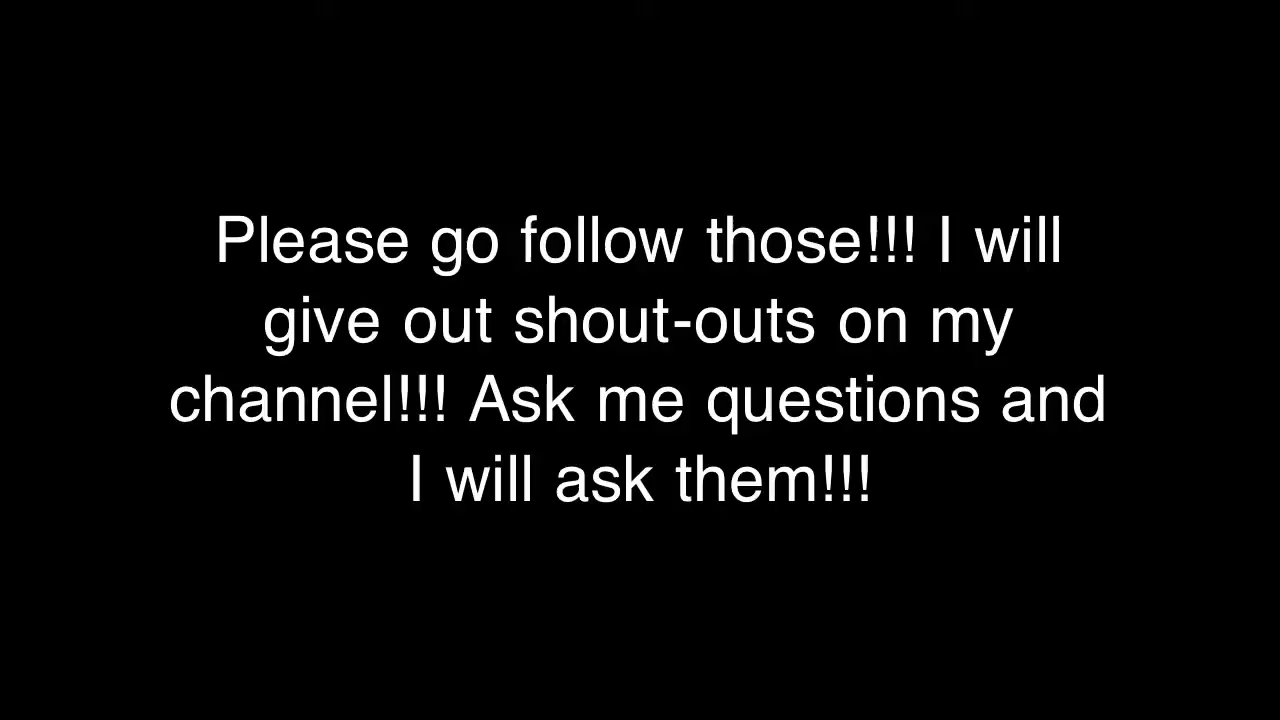 Please go follow those!!! I will
give out shout-outs on my
channel!!! Ask me questions and
I will ask them!!!